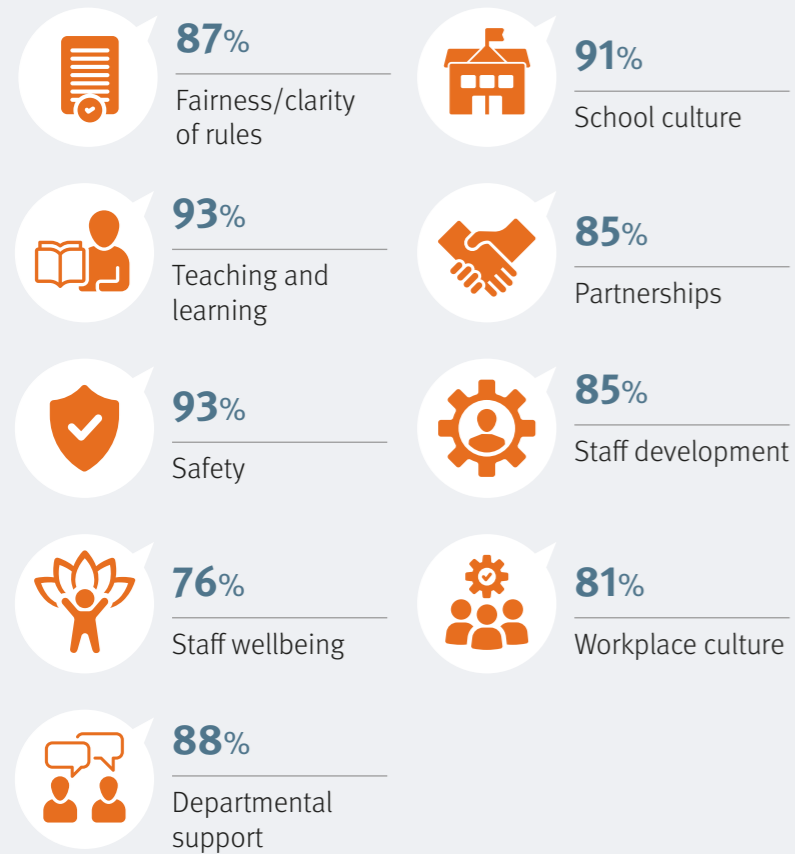 87%
Fairness/clarity
of rules
91%
School culture
93%
Teaching and
learning
85%
Partnerships
93%
Safety
85%
Staff development
76%
Staff wellbeing
81%
Workplace culture
88%
Departmental
support